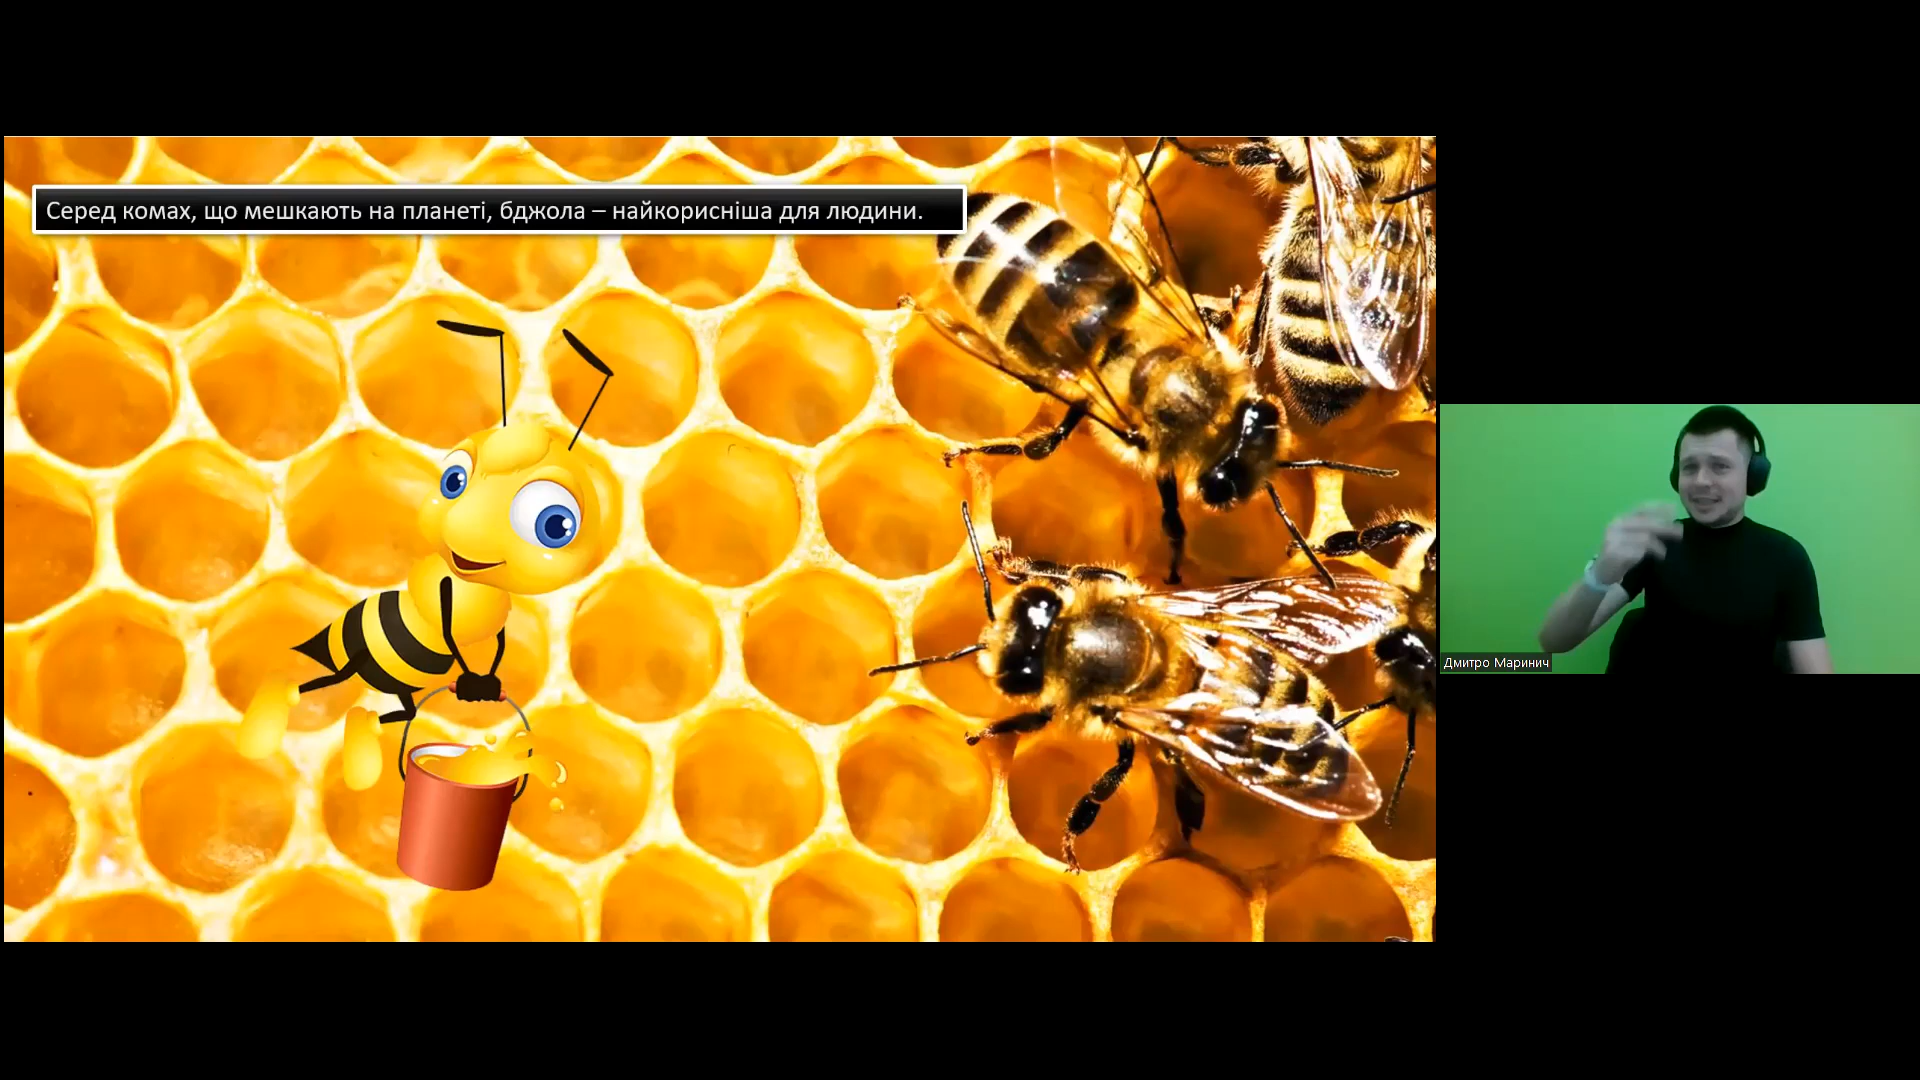 Серед комах, що мешкають на планеті, бджола – найкорисніша для людини.
Дмитро Маринич